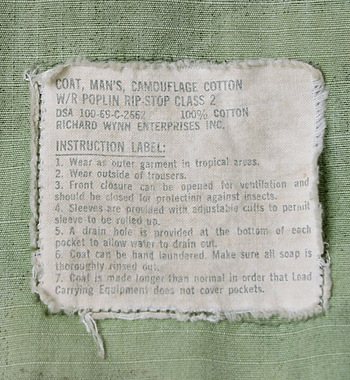 COAT, MAN'S, CAMOUFLAGE COTTON
W/R POPLIN RIP-STOP CLASS 2
DSA 100-69-C-2662 100% COTTON
RICHARD WYNN ENTERPRISES INC.
INSTRUCTION LABEL:
1. Wear as outer garment in tropical areas.
2. Wear outside of trousers.
3. Front closure can be opened for ventilation and
should be closed for protection against insects.
4. Sleeves are provided with adjustable cuffs to permit
sleeve to be rolled up.
5. A drain hole is provided at the bottom of each
pocket to allow water to drain out.
6. Coat can be hand laundered. Make sure all soap is
thoroughly rinsed out.
7. Coat is made longer than normal in order that Load
Carrying Equipment does not cover pockets.